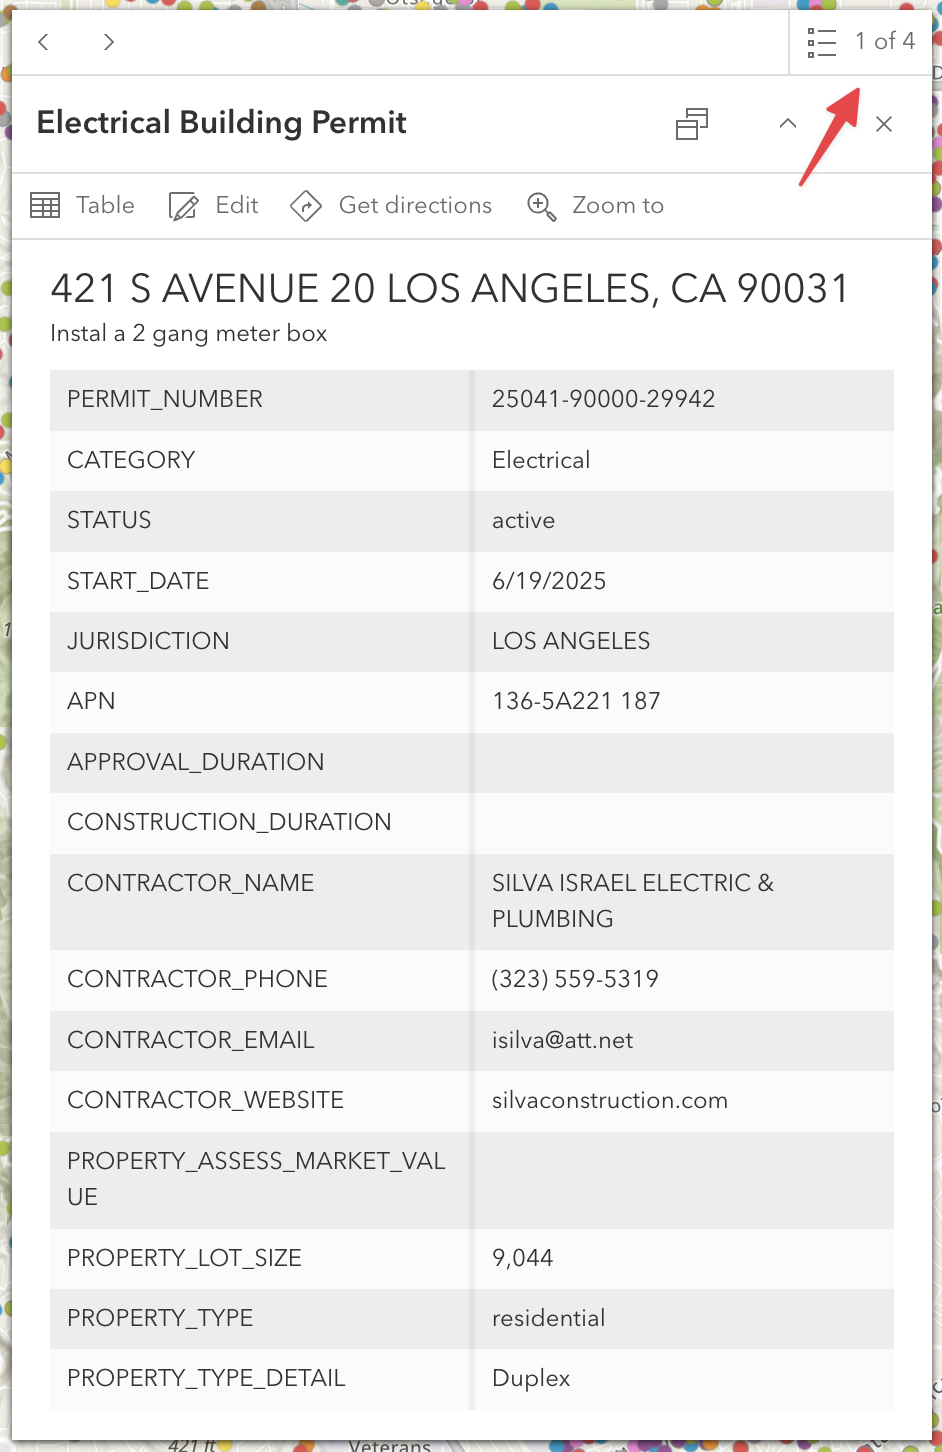 1 of 4
Electrical Building Permit
Table Edit Get directions Zoom to
421 S AVENUE 20 LOS ANGELES, CA 90031
Instal a 2 gang meter box
PERMIT_NUMBER 25041-90000-29942
CATEGORY Electrical
STATUS active
START_DATE 6/19/2025
JURISDICTION LOS ANGELES
APN 136-5A221 187
APPROVAL_DURATION
CONSTRUCTION_DURATION
CONTRACTOR_NAME SILVA ISRAEL ELECTRIC &
PLUMBING
CONTRACTOR_PHONE (323) 559-5319
CONTRACTOR_EMAIL isilva@att.net
CONTRACTOR_WEBSITE silvaconstruction.com
PROPERTY_ASSESS_MARKET_VAL
UE
PROPERTY_LOT_SIZE 9,044
PROPERTY_TYPE residential
PROPERTY_TYPE_DETAIL Duplex
421 ft Veterans